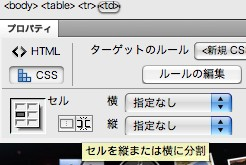 <body> <table> <tr> <td>
プロパティ
<> HTML ターゲットのルール <新規 CS
CSS ルールの編集
セル 横 指定なし
縦 指定なし
セルを縦または横に分割